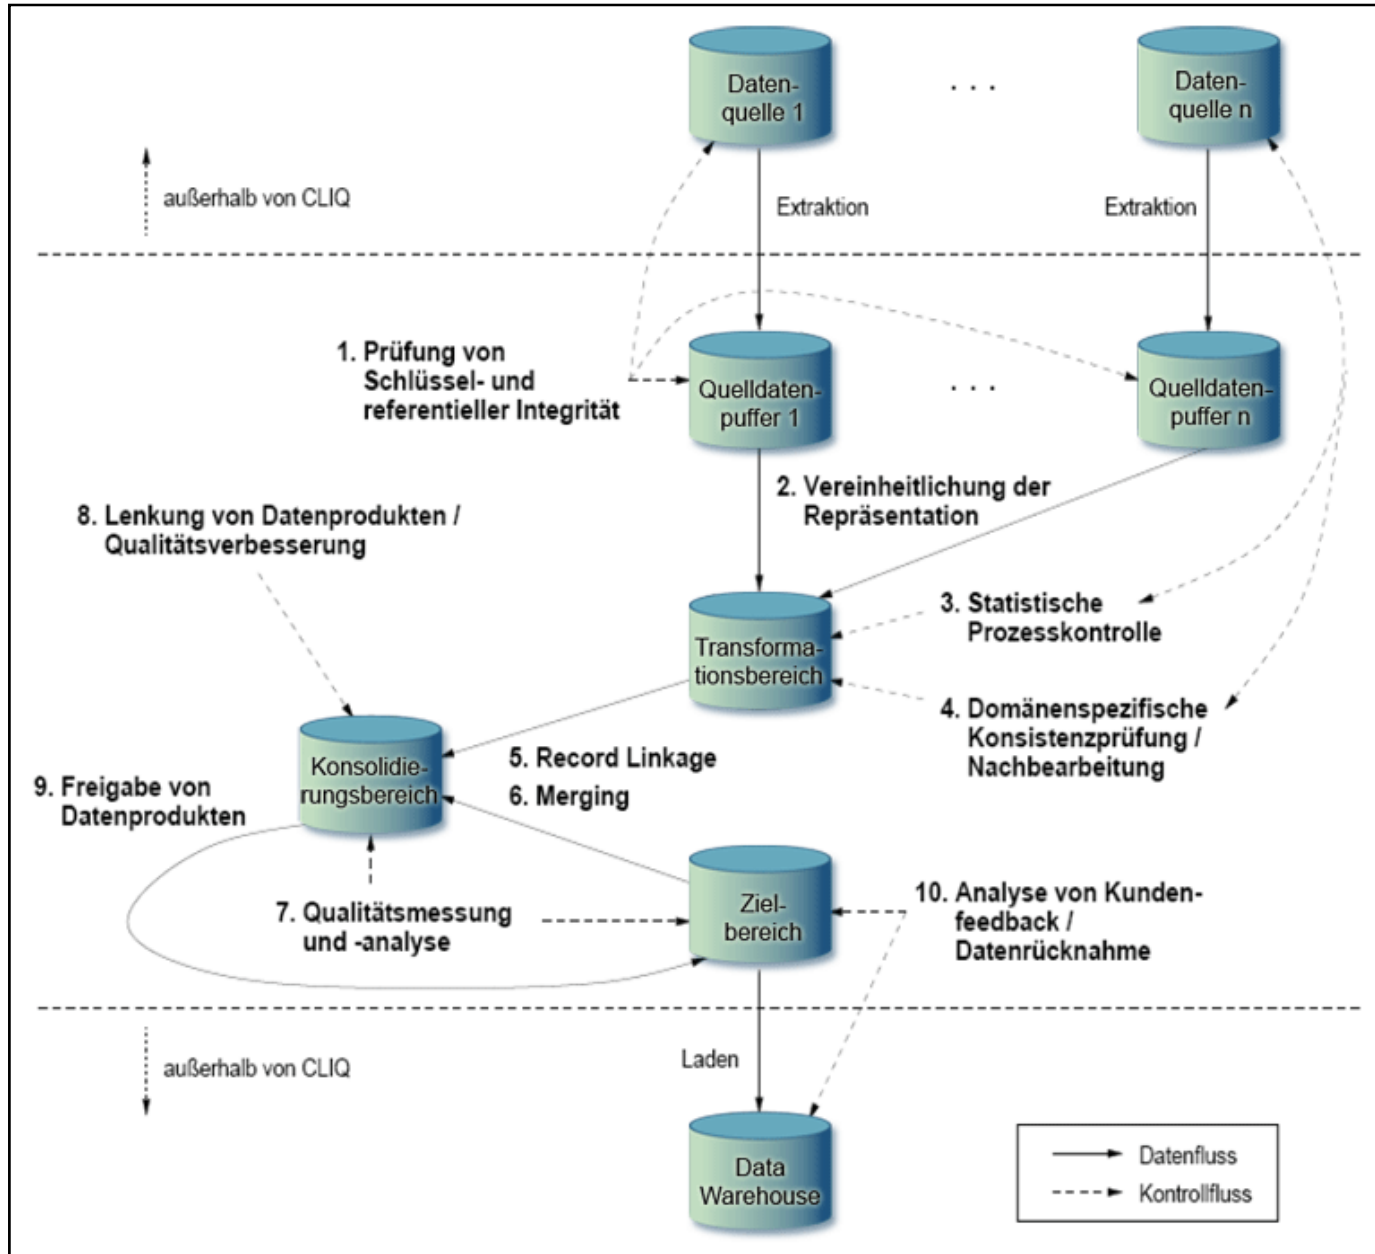 Daten-
quelle 1
. . .
Daten-
quelle n
außerhalb von CLIQ
Extraktion
Extraktion
1. Prüfung von
Schlüssel- und
referentieller Integrität
Quelldaten-
puffer 1
. . .
Quelldaten-
puffer n
2. Vereinheitlichung der
Repräsentation
8. Lenkung von Datenprodukten /
Qualitätsverbesserung
3. Statistische
Prozesskontrolle
Transforma-
tionsbereich
4. Domänenspezifische
Konsistenzprüfung /
Nachbearbeitung
Konsolidie-
rungsbereich
5. Record Linkage
6. Merging
9. Freigabe von
Datenprodukten
7. Qualitätsmessung
und -analyse
Ziel-
bereich
10. Analyse von Kunden-
feedback /
Datenrücknahme
außerhalb von CLIQ
Laden
Data
Warehouse
Datenfluss
Kontrollfluss